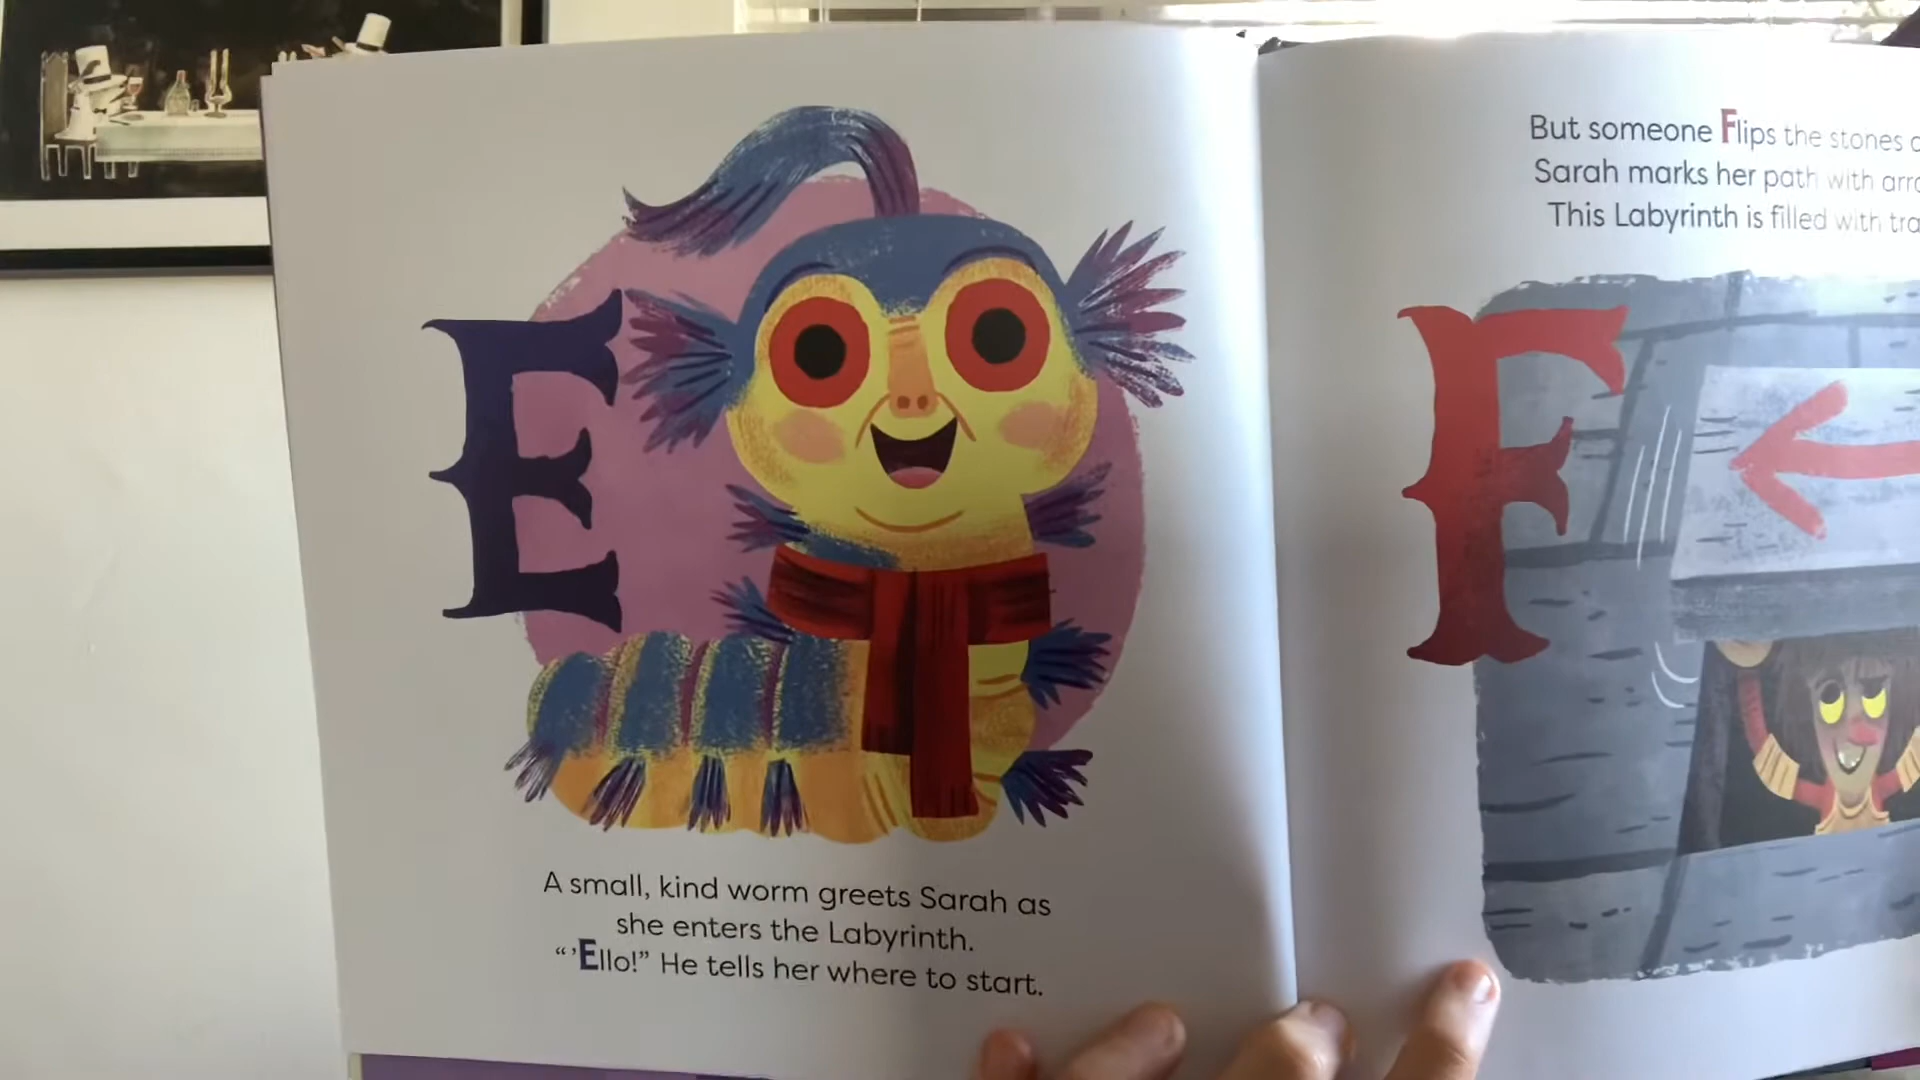 E
A small, kind worm greets Sarah as
she enters the Labyrinth.
“’Ello!” He tells her where to start.
But someone Flips the stones
Sarah marks her path with
This Labyrinth is filled with
F